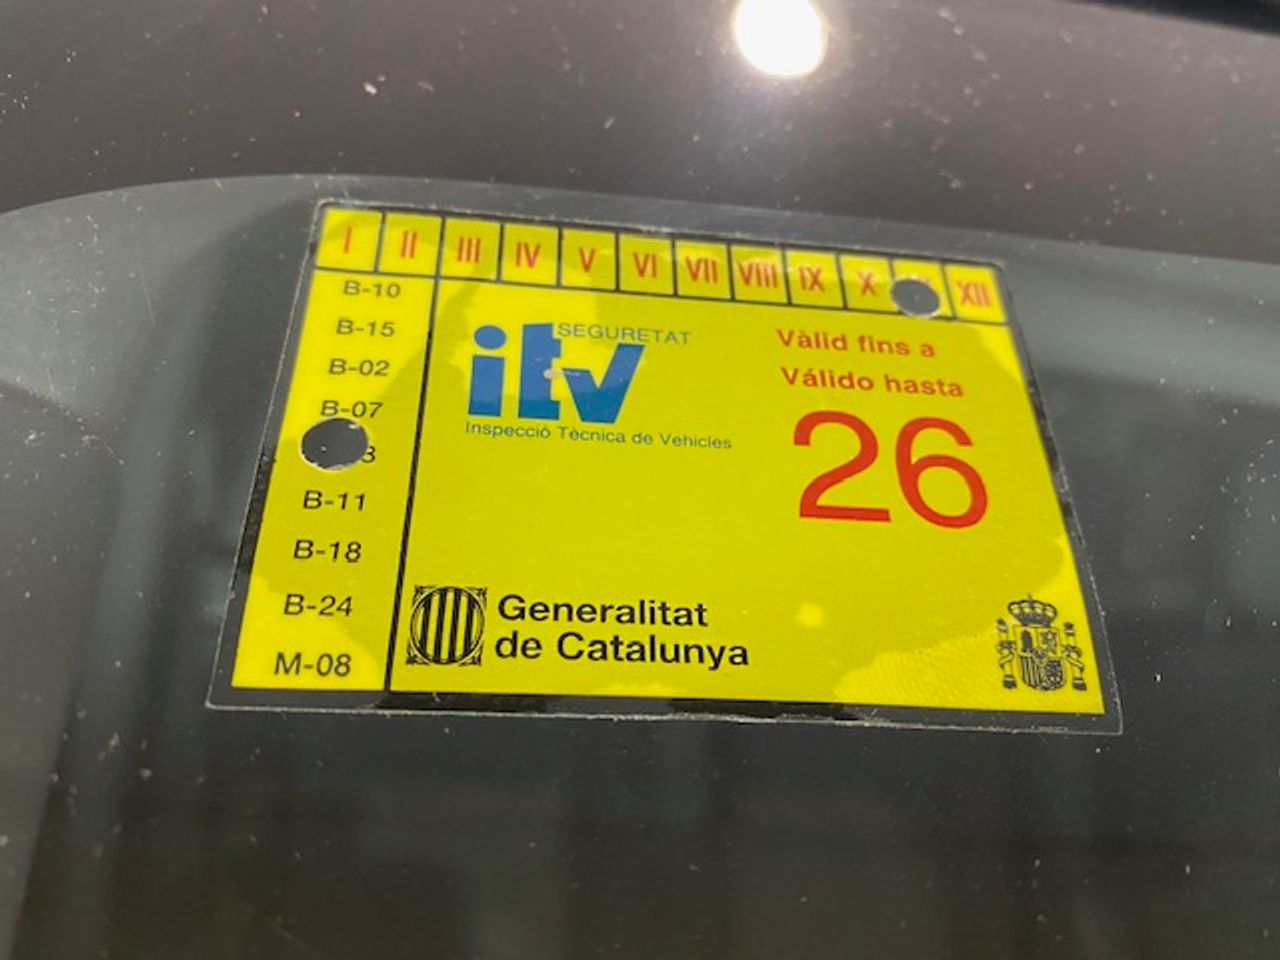 I II III IV V VI VII VIII IX X XII
B-10
B-15
B-02
B-07
B-11
B-18
B-24
M-08
SEGURETAT
itv
Inspecció Tècnica de Vehicles
Vàlid fins a
Válido hasta
26
Generalitat
de Catalunya